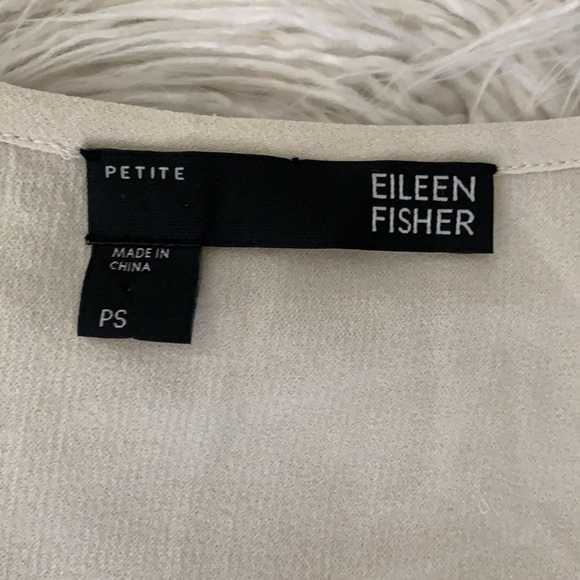 PETITE
EILEEN
FISHER
MADE IN
CHINA
PS